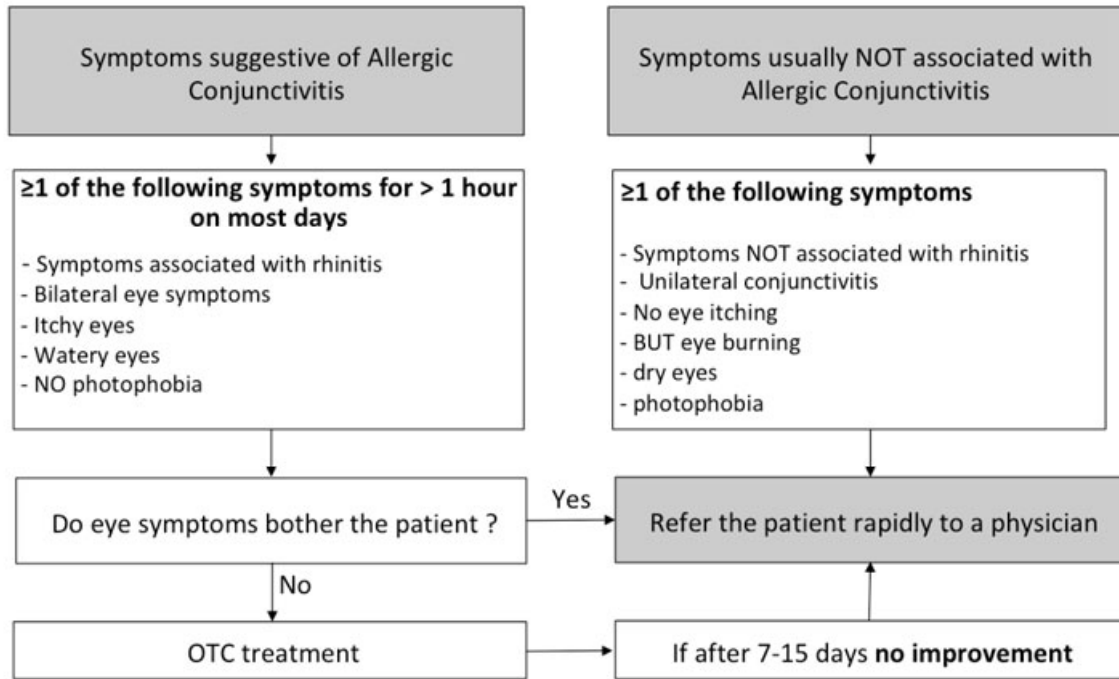 Symptoms suggestive of Allergic
Conjunctivitis
Symptoms usually NOT associated with
Allergic Conjunctivitis
≥1 of the following symptoms for > 1 hour
on most days
- Symptoms associated with rhinitis
- Bilateral eye symptoms
- Itchy eyes
- Watery eyes
- NO photophobia
≥1 of the following symptoms
- Symptoms NOT associated with rhinitis
- Unilateral conjunctivitis
- No eye itching
- BUT eye burning
- dry eyes
- photophobia
Do eye symptoms bother the patient ?
Yes
Refer the patient rapidly to a physician
No
OTC treatment
If after 7-15 days no improvement